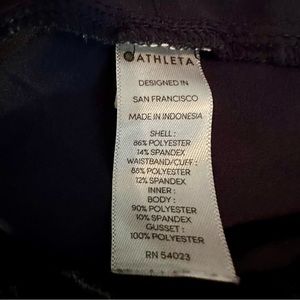 ATHLETA
DESIGNED IN
SAN FRANCISCO
MADE IN INDONESIA
SHELL :
86% POLYESTER
14% SPANDEX
WAISTBAND/CUFF :
88% POLYESTER
12% SPANDEX
INNER :
BODY :
90% POLYESTER
10% SPANDEX
GUSSET :
100% POLYESTER
RN 54023